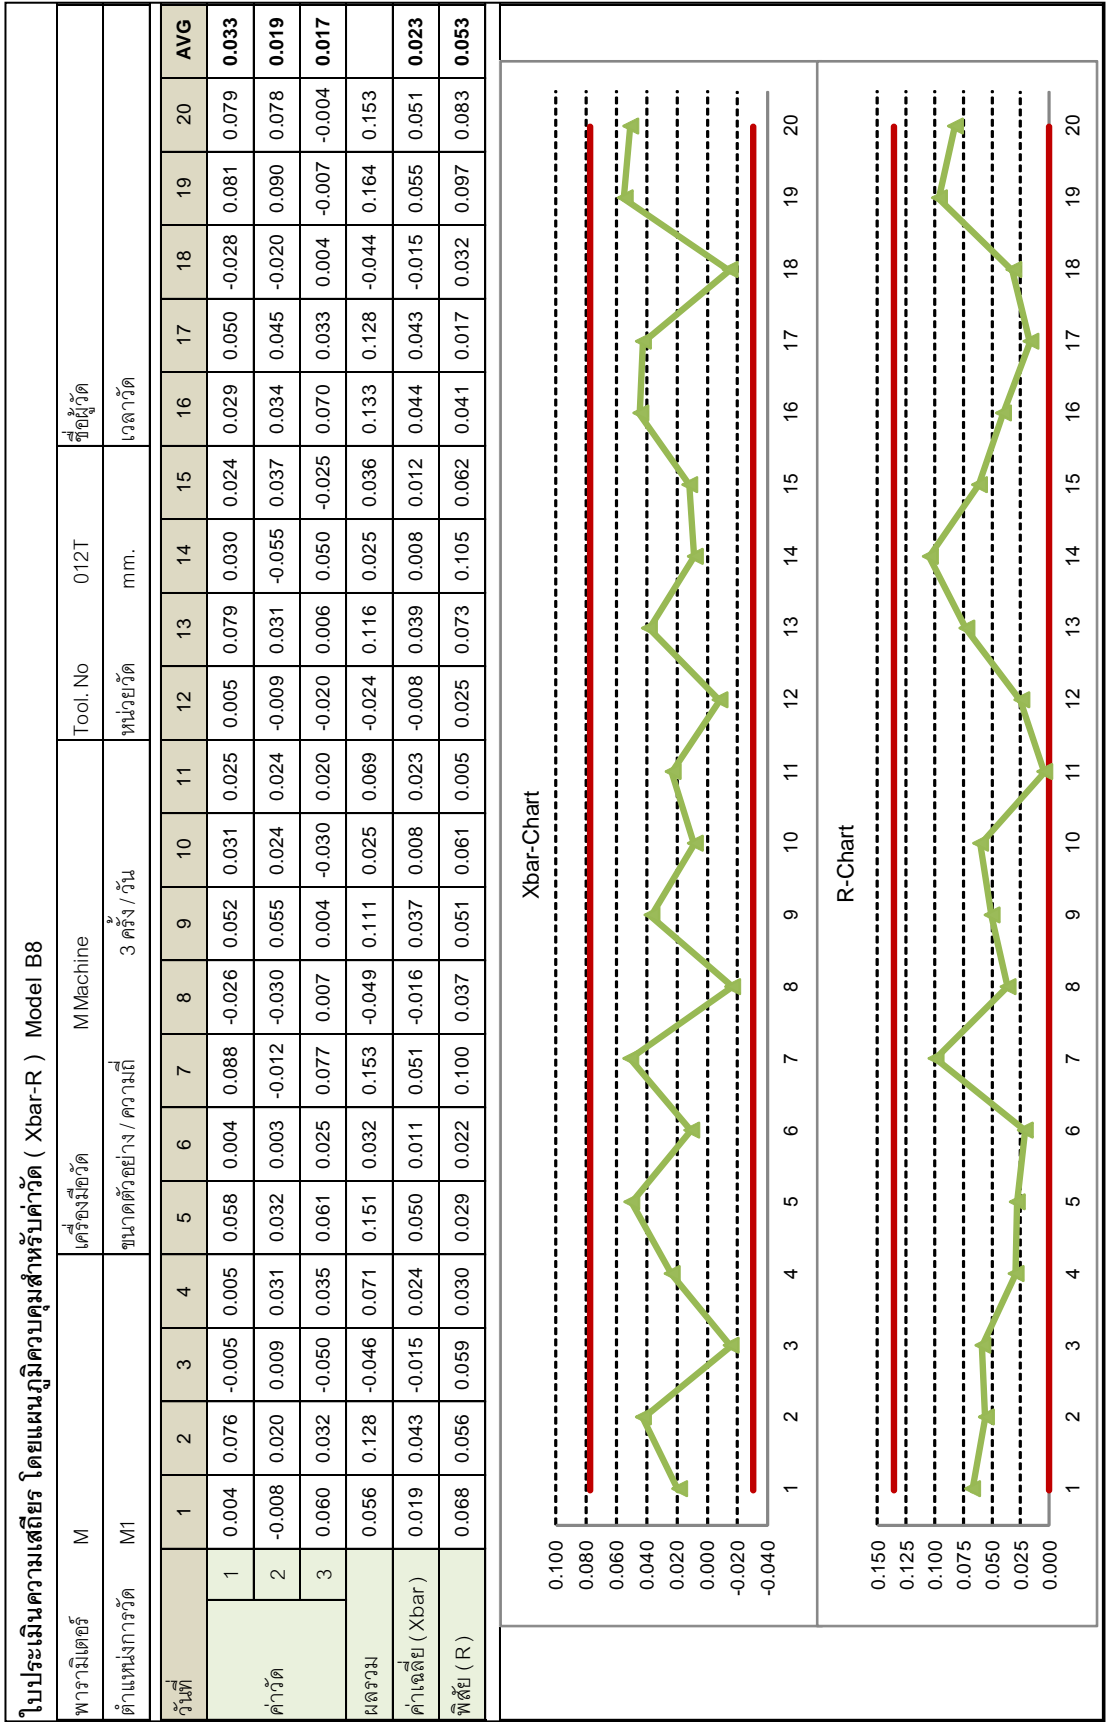 ใบประเมินความเสถียร โดยแผนภูมิควบคุมสำหรับค่าวัด ( Xbar-R ) Model B8
พารามิเตอร์ M เครื่องมือวัด MMachine Tool. No 012T ชื่อผู้วัด
ตำแหน่งการวัด M1 ขนาดตัวอย่าง / ความถี่ 3 ครั้ง / วัน หน่วยวัด mm. เวลาวัด
วันที่ 1 2 3 4 5 6 7 8 9 10 11 12 13 14 15 16 17 18 19 20 AVG
ค่าวัด
1 0.004 0.076 -0.005 0.005 0.058 0.004 0.088 -0.026 0.052 0.031 0.025 0.005 0.079 0.030 0.024 0.029 0.050 -0.028 0.081 0.079 0.033
2 -0.008 0.020 0.009 0.031 0.032 0.003 -0.012 -0.030 0.055 0.024 0.024 -0.009 0.031 -0.055 0.037 0.034 0.045 -0.020 0.090 0.078 0.019
3 0.060 0.032 -0.050 0.035 0.061 0.025 0.077 0.007 0.004 -0.030 0.020 -0.020 0.006 0.050 -0.025 0.070 0.033 0.004 -0.007 -0.004 0.017
ผลรวม 0.056 0.128 -0.046 0.071 0.151 0.032 0.153 -0.049 0.111 0.025 0.069 -0.024 0.116 0.025 0.036 0.133 0.128 -0.044 0.164 0.153
ค่าเฉลี่ย ( Xbar ) 0.019 0.043 -0.015 0.024 0.050 0.011 0.051 -0.016 0.037 0.008 0.023 -0.008 0.039 0.008 0.012 0.044 0.043 -0.015 0.055 0.051 0.023
พิสัย ( R ) 0.068 0.056 0.059 0.030 0.029 0.022 0.100 0.037 0.051 0.061 0.005 0.025 0.073 0.105 0.062 0.041 0.017 0.032 0.097 0.083 0.053
Xbar-Chart
0.100
0.080
0.060
0.040
0.020
0.000
-0.020
-0.040
1 2 3 4 5 6 7 8 9 10 11 12 13 14 15 16 17 18 19 20
R-Chart
0.150
0.125
0.100
0.075
0.050
0.025
0.000
1 2 3 4 5 6 7 8 9 10 11 12 13 14 15 16 17 18 19 20